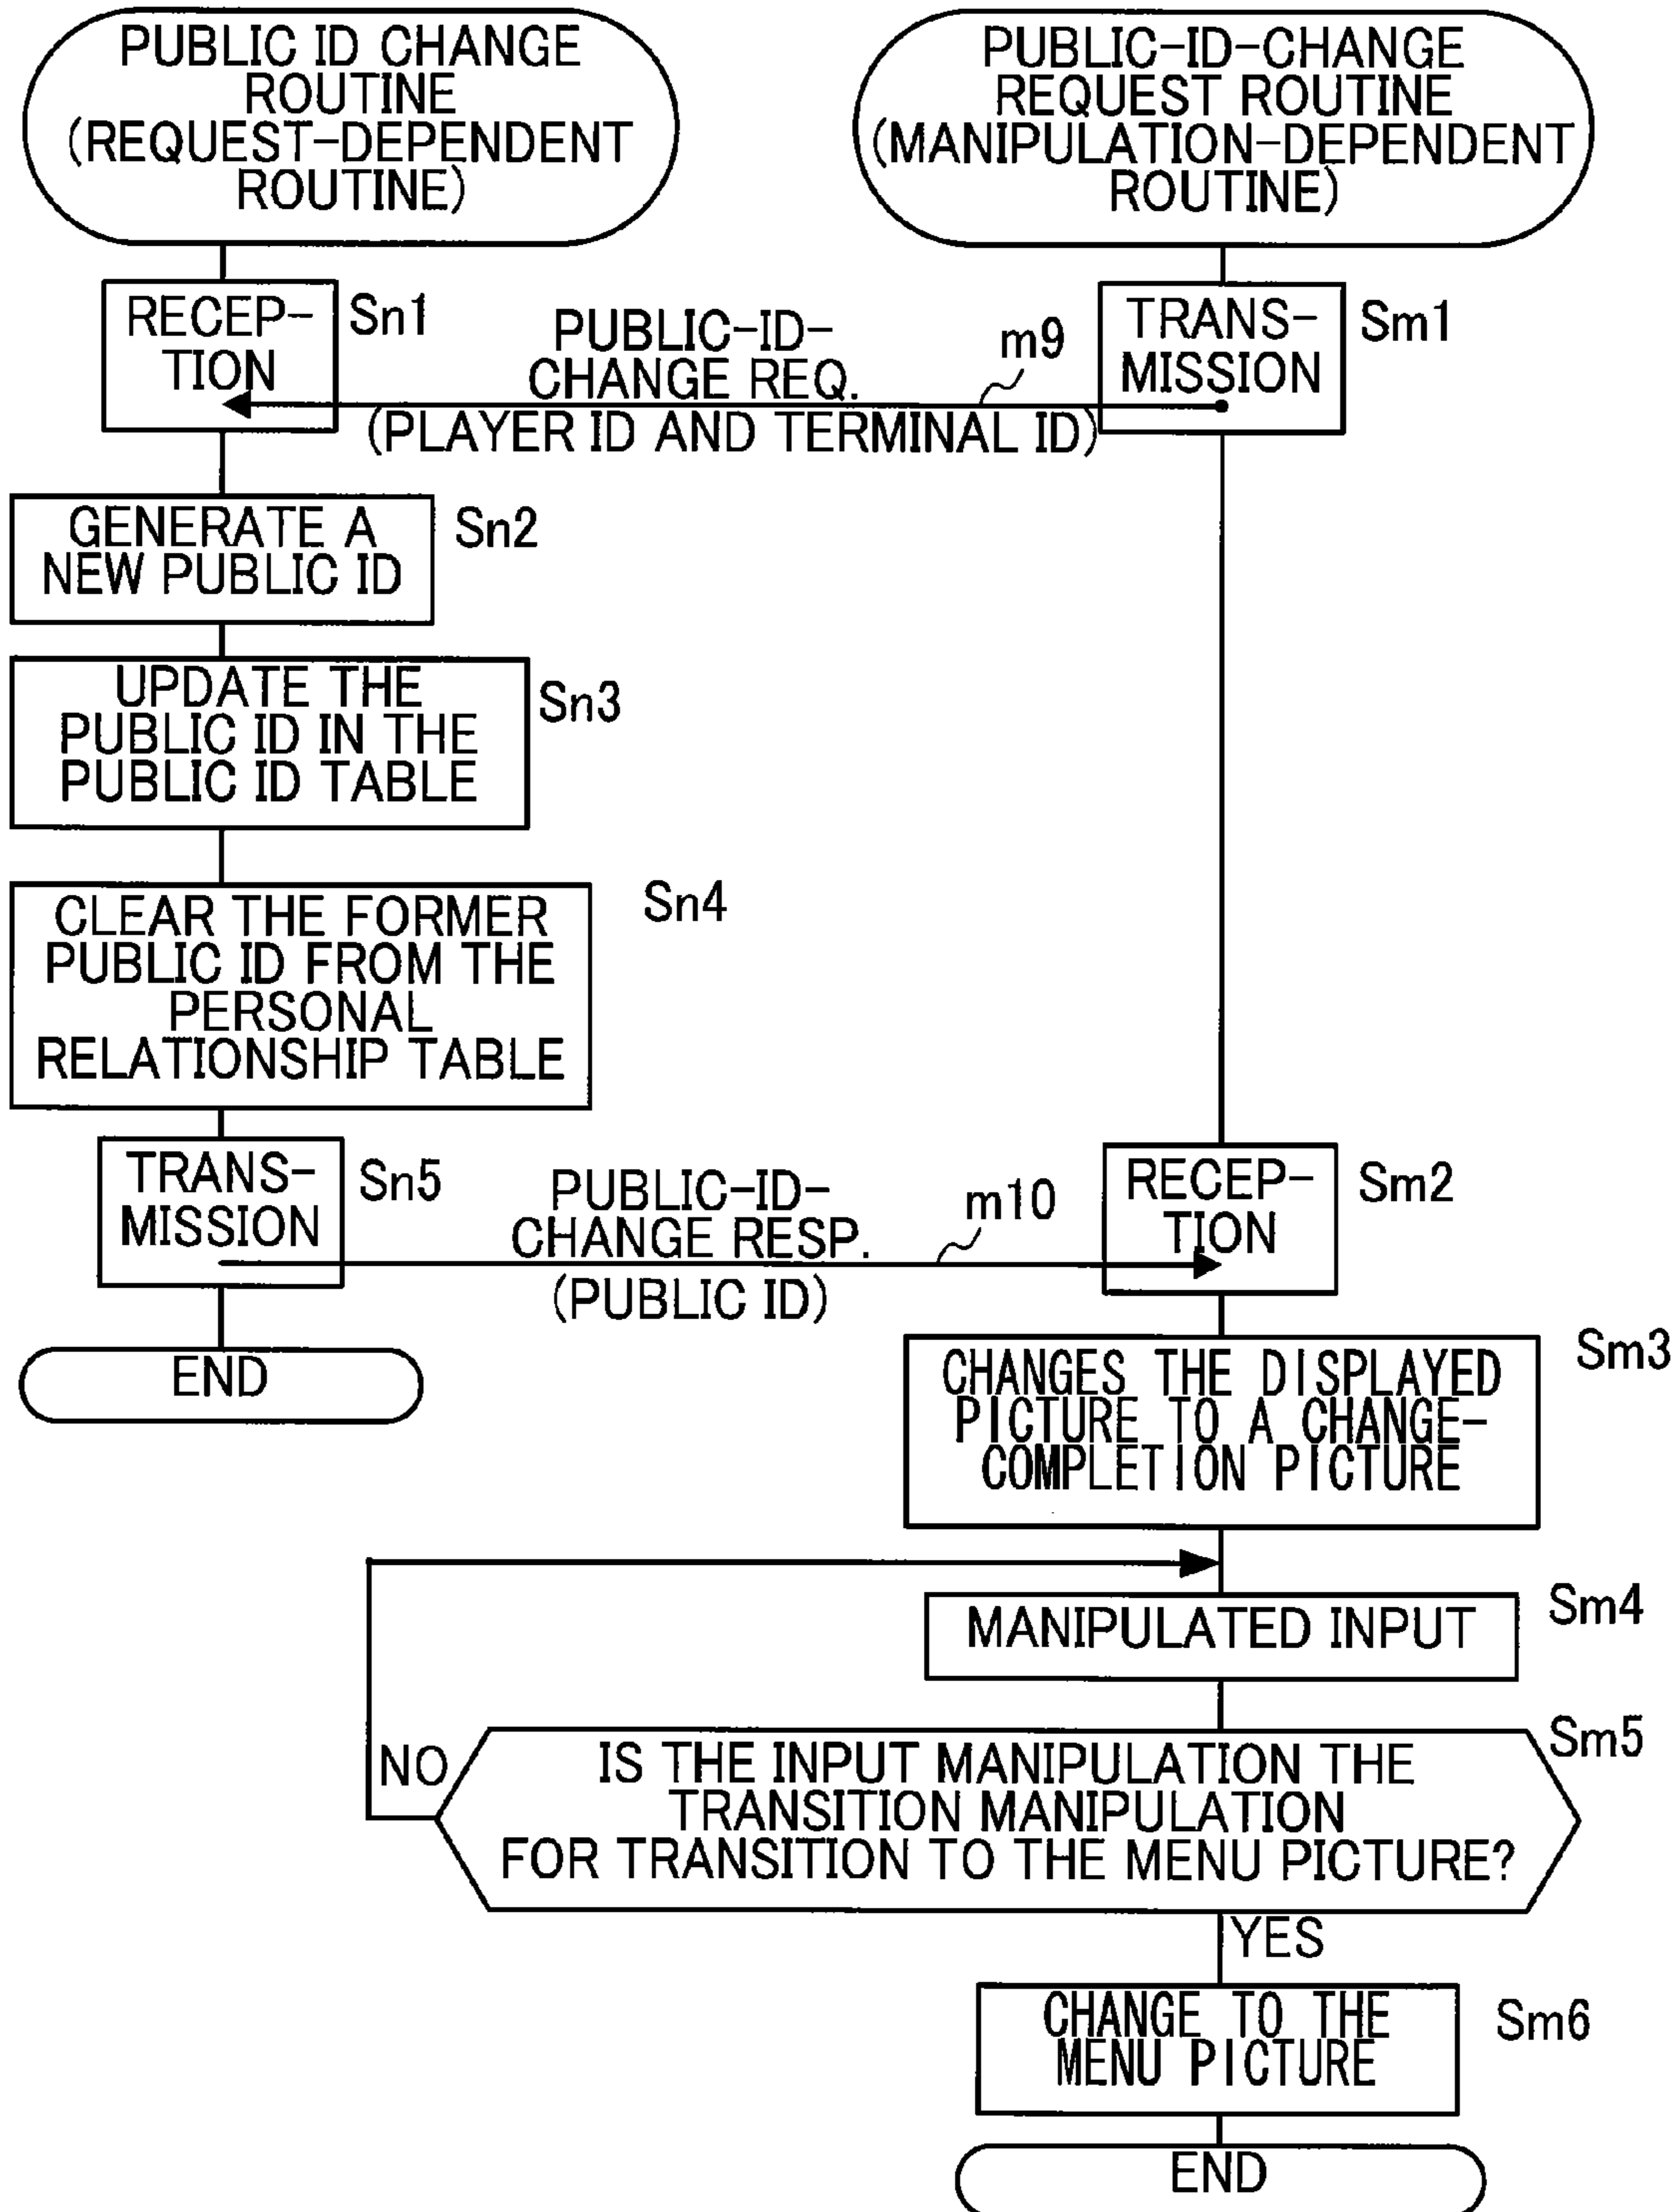 PUBLIC ID CHANGE
ROUTINE
(REQUEST-DEPENDENT
ROUTINE)
PUBLIC-ID-CHANGE
REQUEST ROUTINE
(MANIPULATION-DEPENDENT
ROUTINE)
RECEP-
TION
Sn1
PUBLIC-ID-
CHANGE REQ.
(PLAYER ID AND TERMINAL ID)
m9
TRANS-
MISSION
Sm1
GENERATE A
NEW PUBLIC ID
Sn2
UPDATE THE
PUBLIC ID IN THE
PUBLIC ID TABLE
Sn3
CLEAR THE FORMER
PUBLIC ID FROM THE
PERSONAL
RELATIONSHIP TABLE
Sn4
TRANS-
MISSION
Sn5
PUBLIC-ID-
CHANGE RESP.
(PUBLIC ID)
m10
RECEP-
TION
Sm2
END
CHANGES THE DISPLAYED
PICTURE TO A CHANGE-
COMPLETION PICTURE
Sm3
MANIPULATED INPUT
Sm4
NO
IS THE INPUT MANIPULATION THE
TRANSITION MANIPULATION
FOR TRANSITION TO THE MENU PICTURE?
Sm5
YES
CHANGE TO THE
MENU PICTURE
Sm6
END